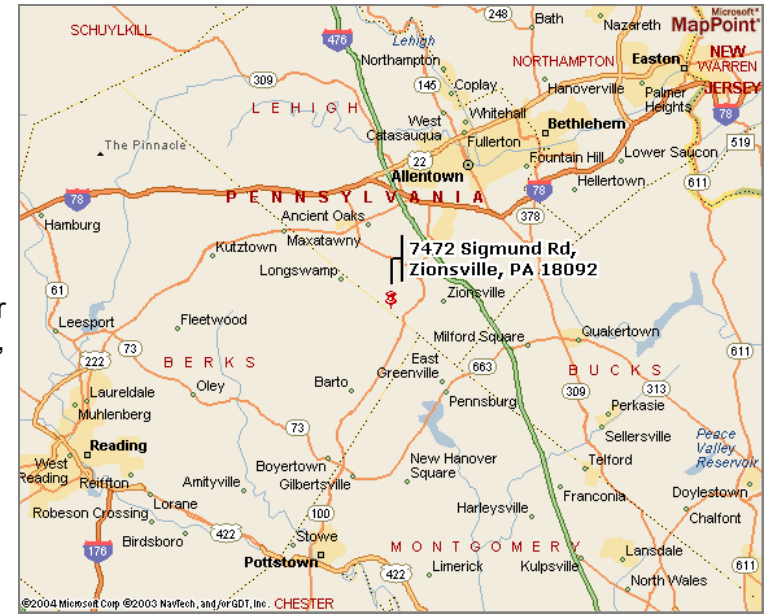 248
Bath
Nazareth
Microsoft®
MapPoint®
SCHUYLKILL
476
Lehigh
Northampton
NORTHAMPTON
Easton
NEW
WARREN
JERSEY
309
145
Coplay
Hanoverville
Palmer
Heights
LEHIGH
West
Catasauqua
Whitehall
Bethlehem
78
Fullerton
519
The Pinnacle
22
Allentown
Fountain Hill
Lower Saucon
78
PENNSYLVANIA
78
Hellertown
611
Hamburg
Ancient Oaks
378
Kutztown
Maxatawny
7472 Sigmund Rd,
Zionsville, PA 18092
Longswamp
61
Zionsville
r
,
Leesport
Fleetwood
Milford Square
Quakertown
73
222
BERKS
East
Greenville
663
BUCKS
611
Laureldale
Oley
Barto
309
313
Muhlenberg
Pennsburg
Perkasie
73
Sellersville
Peace
Valley
Reservoir
Reading
West
Reading
Reiffton
Boyertown
New Hanover
Square
Telford
Amityville
Gilbertsville
Franconia
Doylestown
Lorane
Robeson Crossing
100
Harleysville
Chalfont
Birdsboro
422
Stowe
176
MONTGOMERY
Lansdale
Pottstown
422
Limerick
Kulpsville
611
North Wales
©2004 Microsoft Corp ©2003 NavTech, and/or GDT, Inc.
CHESTER